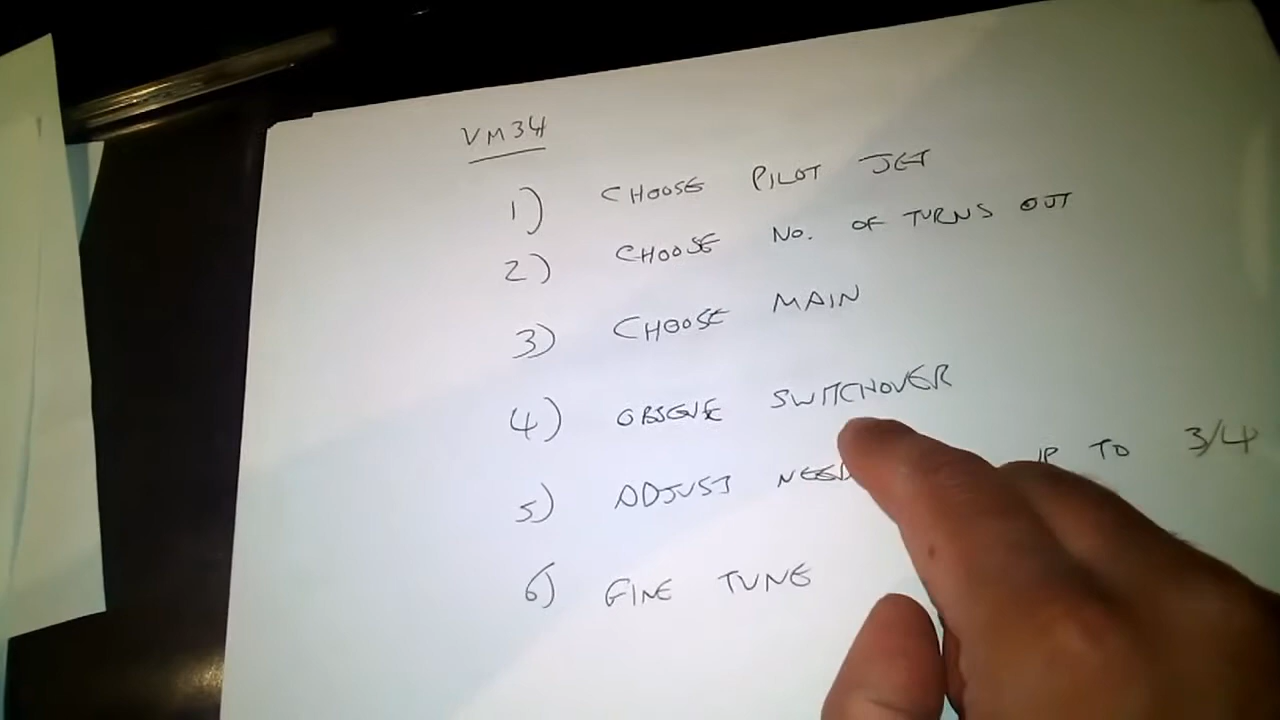 VM34
1) CHOOSE PILOT JET
2) CHOOSE No. OF TURNS OUT
3) CHOOSE MAIN
4) OBSERVE SWITCHOVER
5) ADJUST TO 3/4
6) FINE TUNE